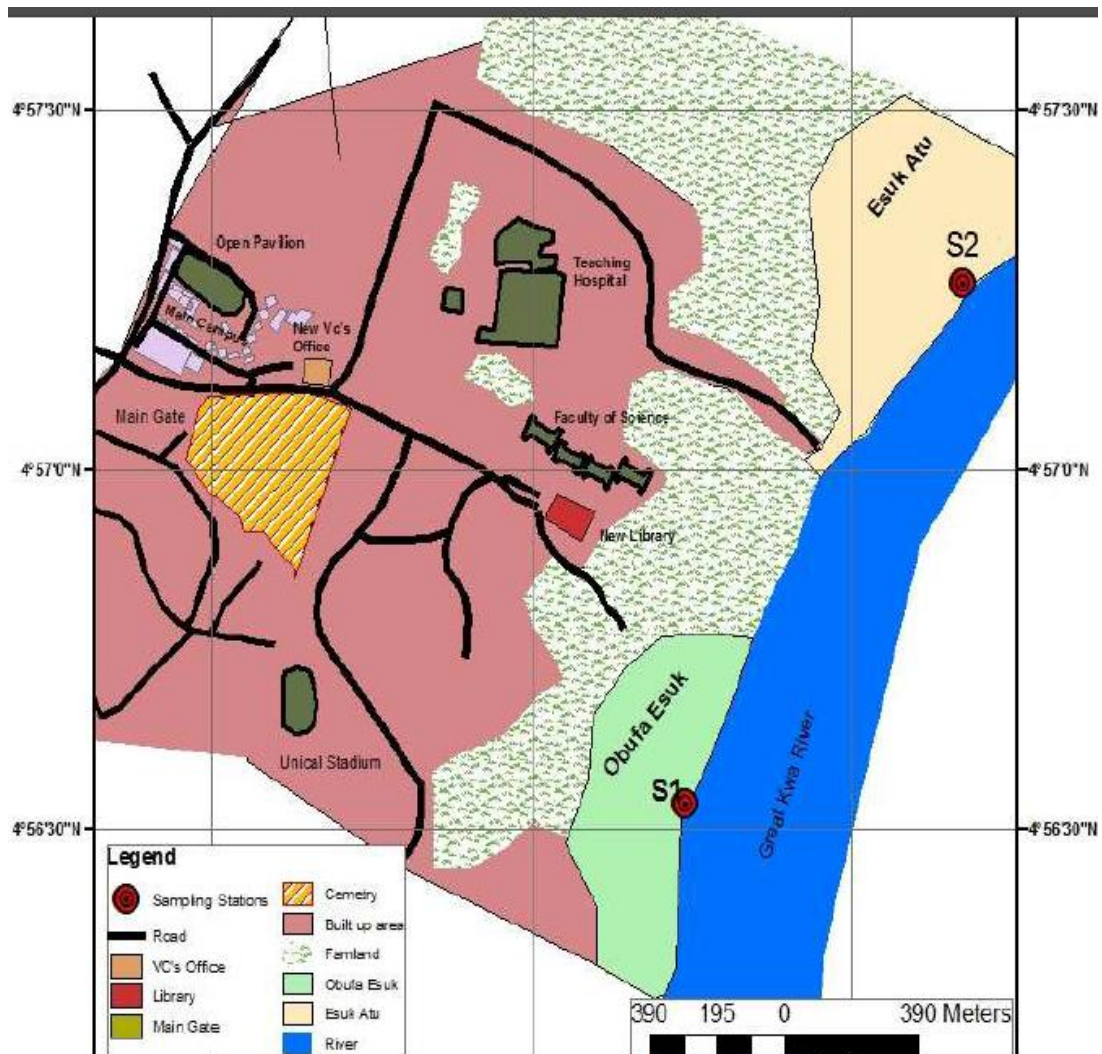 4°57'30"N
4°57'30"N
Esuk Atu
S2
Open Pavilion
Teaching
Hospital
Main Campus
New Vc's
Office
Main Gate
Faculty of Science
4°57'0"N
4°57'0"N
New Library
Obufa Esuk
S1
Unical Stadium
Great Kwa River
4°56'30"N
4°56'30"N
Legend
Sampling Stations
Road
VC's Office
Library
Main Gate
Cemetry
Built up area
Famland
Obufa Esuk
Esuk Atu
River
390 195 0 390 Meters